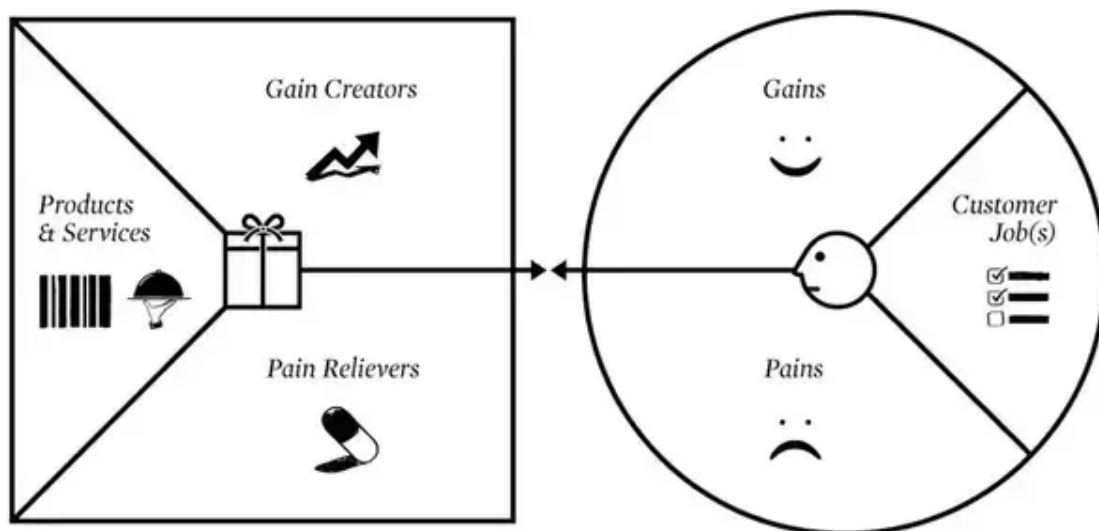 Gain Creators
Products
& Services
Pain Relievers
Gains
Customer
Job(s)
Pains